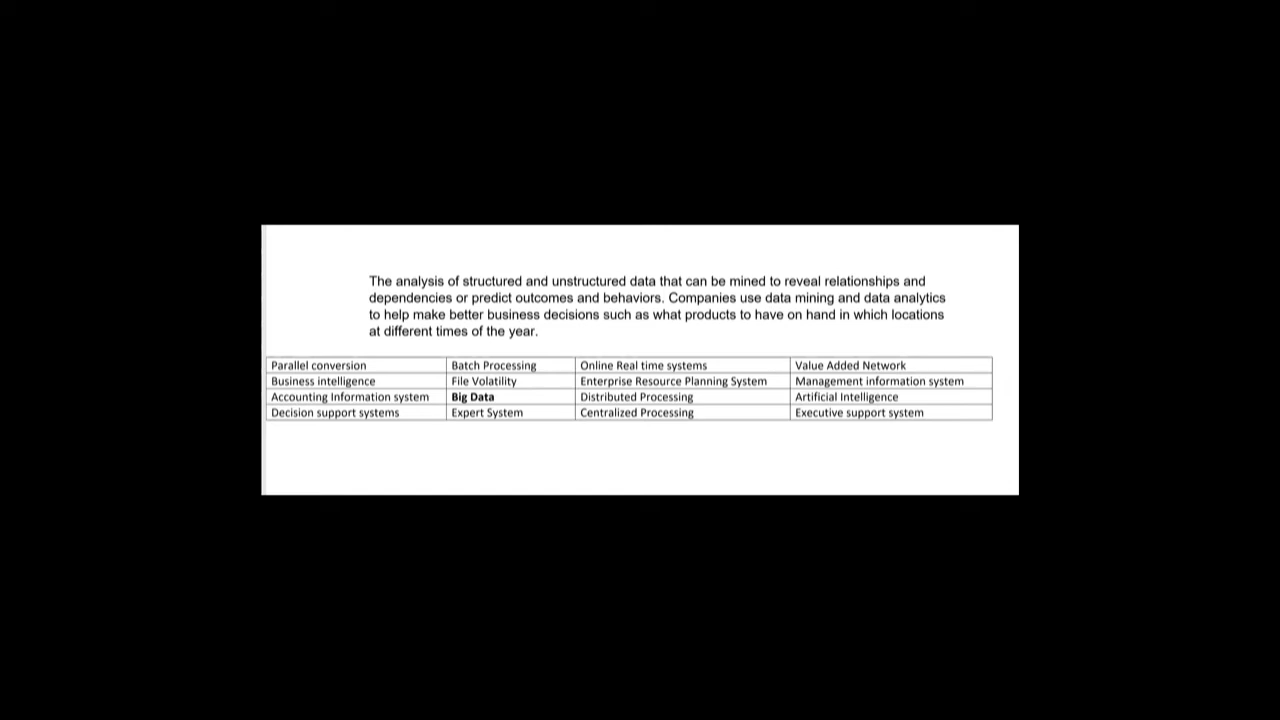 The analysis of structured and unstructured data that can be mined to reveal relationships and
dependencies or predict outcomes and behaviors. Companies use data mining and data analytics
to help make better business decisions such as what products to have on hand in which locations
at different times of the year.
Parallel conversion Batch Processing Online Real time systems Value Added Network
Business intelligence File Volatility Enterprise Resource Planning System Management information system
Accounting Information system Big Data Distributed Processing Artificial Intelligence
Decision support systems Expert System Centralized Processing Executive support system